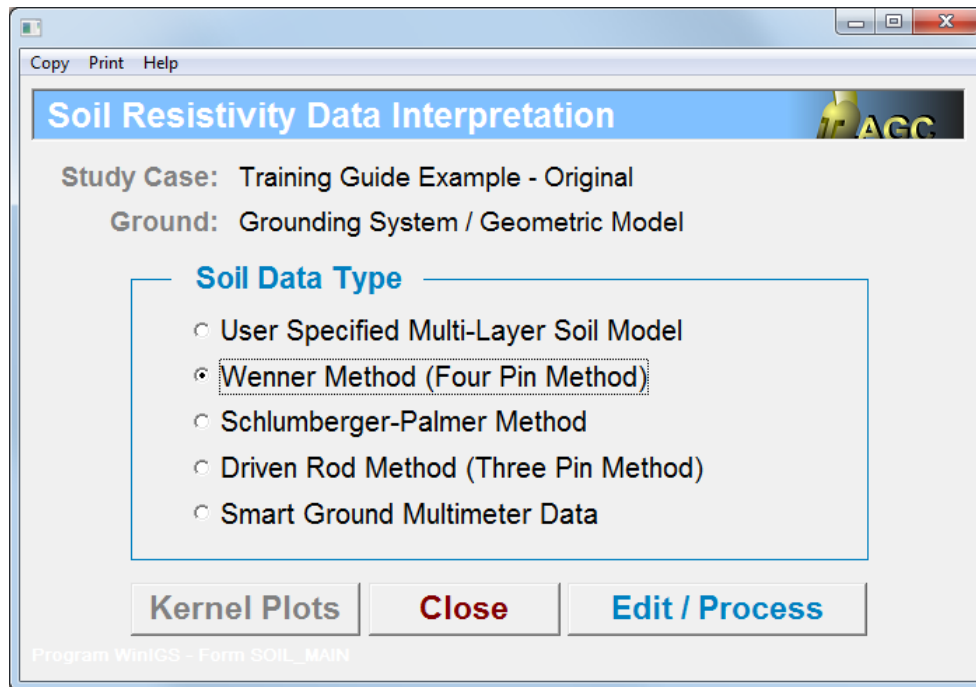 Copy Print Help
Soil Resistivity Data Interpretation
AGC
Study Case: Training Guide Example - Original
Ground: Grounding System / Geometric Model
Soil Data Type
User Specified Multi-Layer Soil Model
Wenner Method (Four Pin Method)
Schlumberger-Palmer Method
Driven Rod Method (Three Pin Method)
Smart Ground Multimeter Data
Kernel Plots Close Edit / Process
Program WinIGS - Form SOIL_MAIN